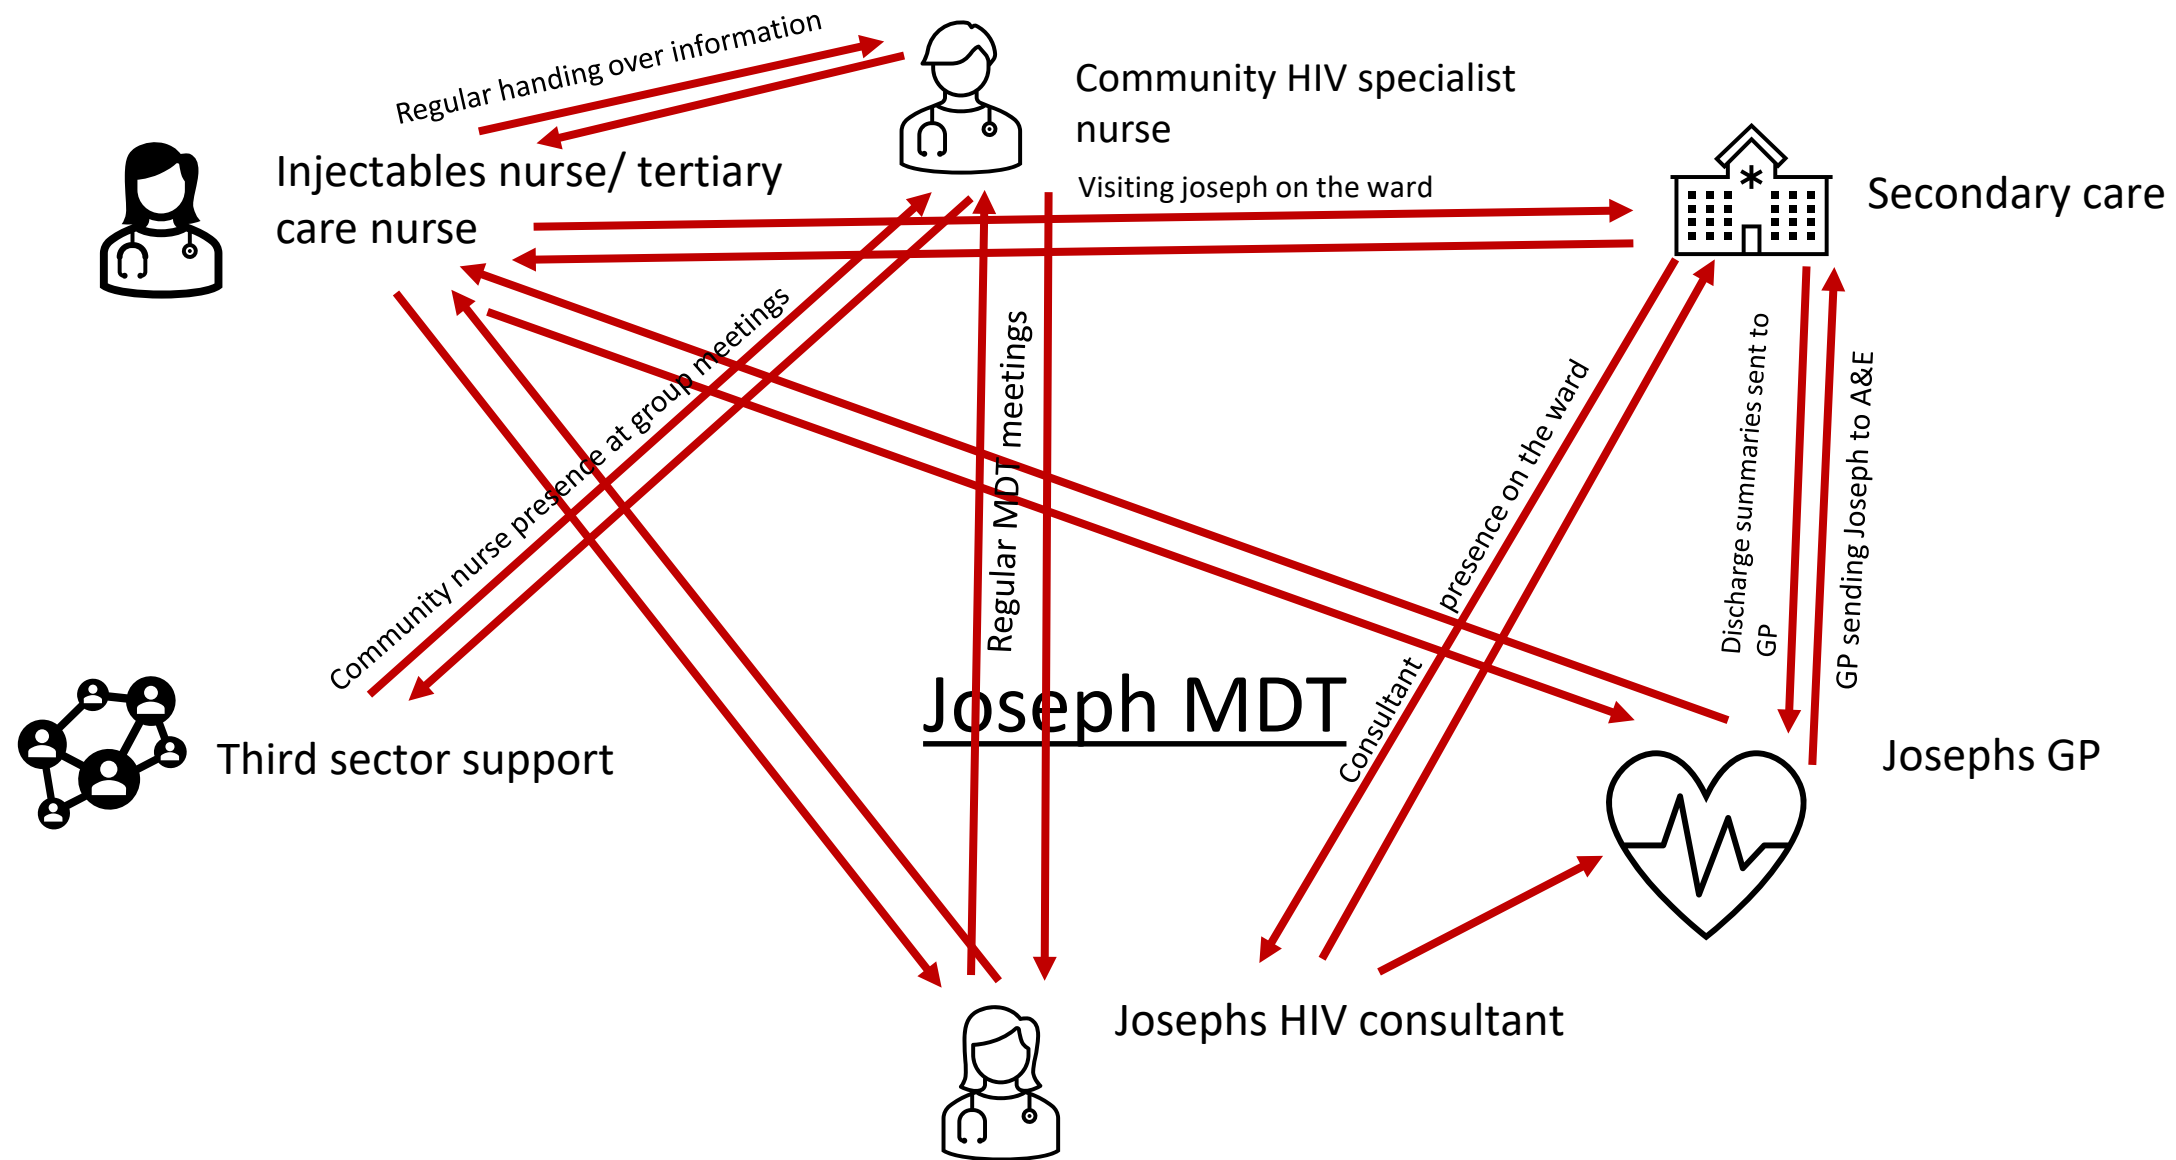 Regular handing over information
Community HIV specialist
nurse
Injectables nurse/ tertiary
care nurse
Visiting joseph on the ward
Secondary care
Community nurse presence at group meetings
Regular MDT meetings
Consultant presence on the ward
Discharge summaries sent to
GP
GP sending Joseph to A&E
Joseph MDT
Third sector support
Josephs GP
Josephs HIV consultant